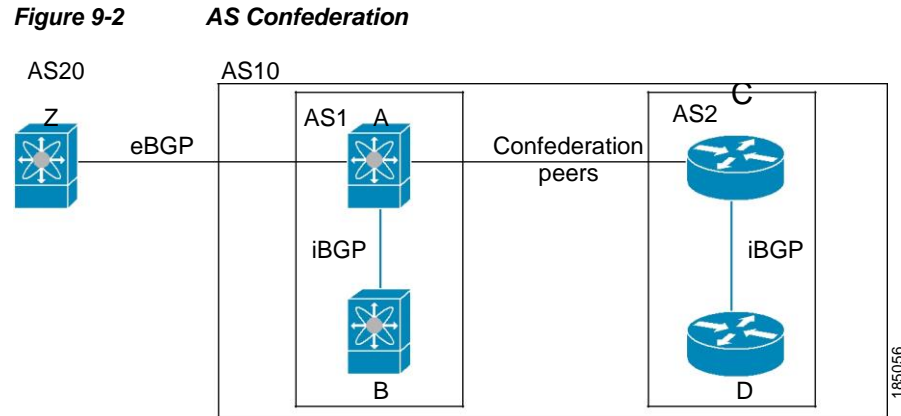 Figure 9-2 AS Confederation
AS20
AS10
Z
AS1 A
C
AS2
eBGP
Confederation
peers
iBGP
iBGP
B
D
185056